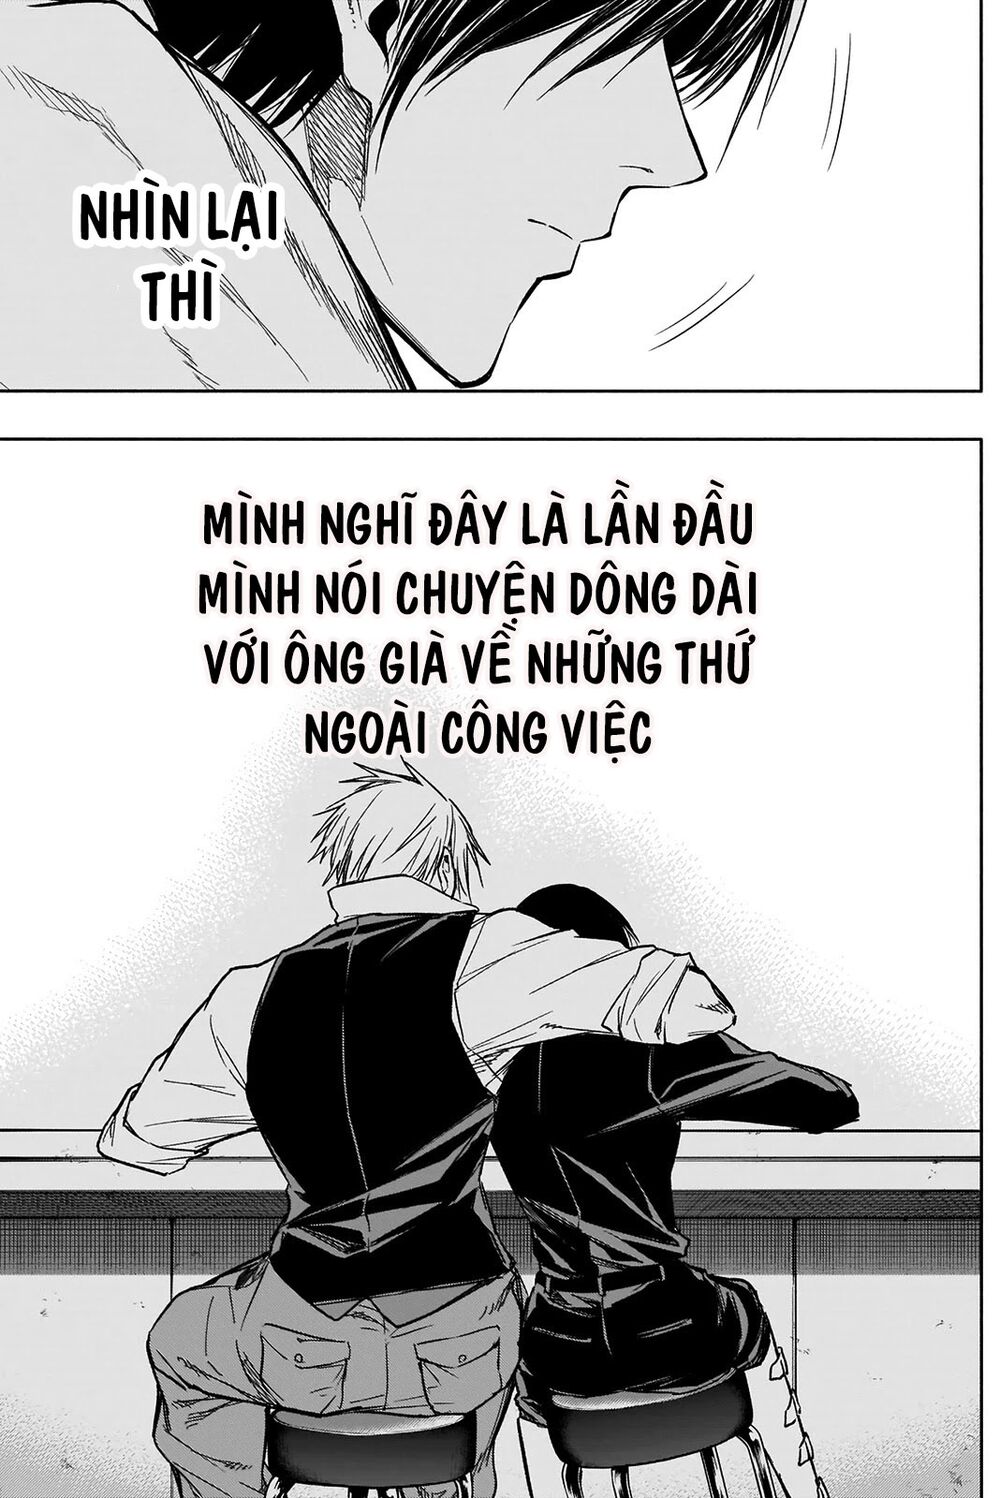 NHÌN LẠI
THÌ
MÌNH NGHĨ ĐÂY LÀ LẦN ĐẦU
MÌNH NÓI CHUYỆN DÔNG DÀI
VỚI ÔNG GIÀ VỀ NHỮNG THỨ
NGOÀI CÔNG VIỆC